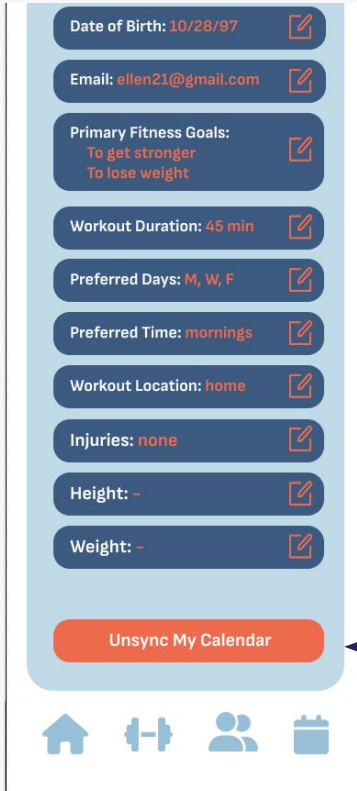 Date of Birth: 10/28/97
Email: ellen21@gmail.com
Primary Fitness Goals:
To get stronger
To lose weight
Workout Duration: 45 min
Preferred Days: M, W, F
Preferred Time: mornings
Workout Location: home
Injuries: none
Height: -
Weight: -
Unsync My Calendar